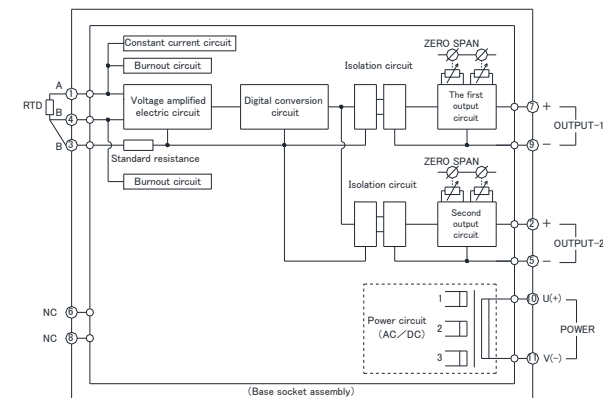 Constant current circuit
ZERO SPAN
Burnout circuit
Isolation circuit
A
①
RTD
B
④
Voltage amplified
electric circuit
Digital conversion
circuit
The first
output
circuit
⑦ +
OUTPUT-1
B
③
⑨ −
Standard resistance
ZERO SPAN
Burnout circuit
Isolation circuit
Second
output
circuit
② +
OUTPUT-2
⑤ −
NC ⑥
NC ⑧
Power circuit
(AC/DC)
1
2
3
⑩ U(+)
POWER
⑪ V(−)
(Base socket assembly)